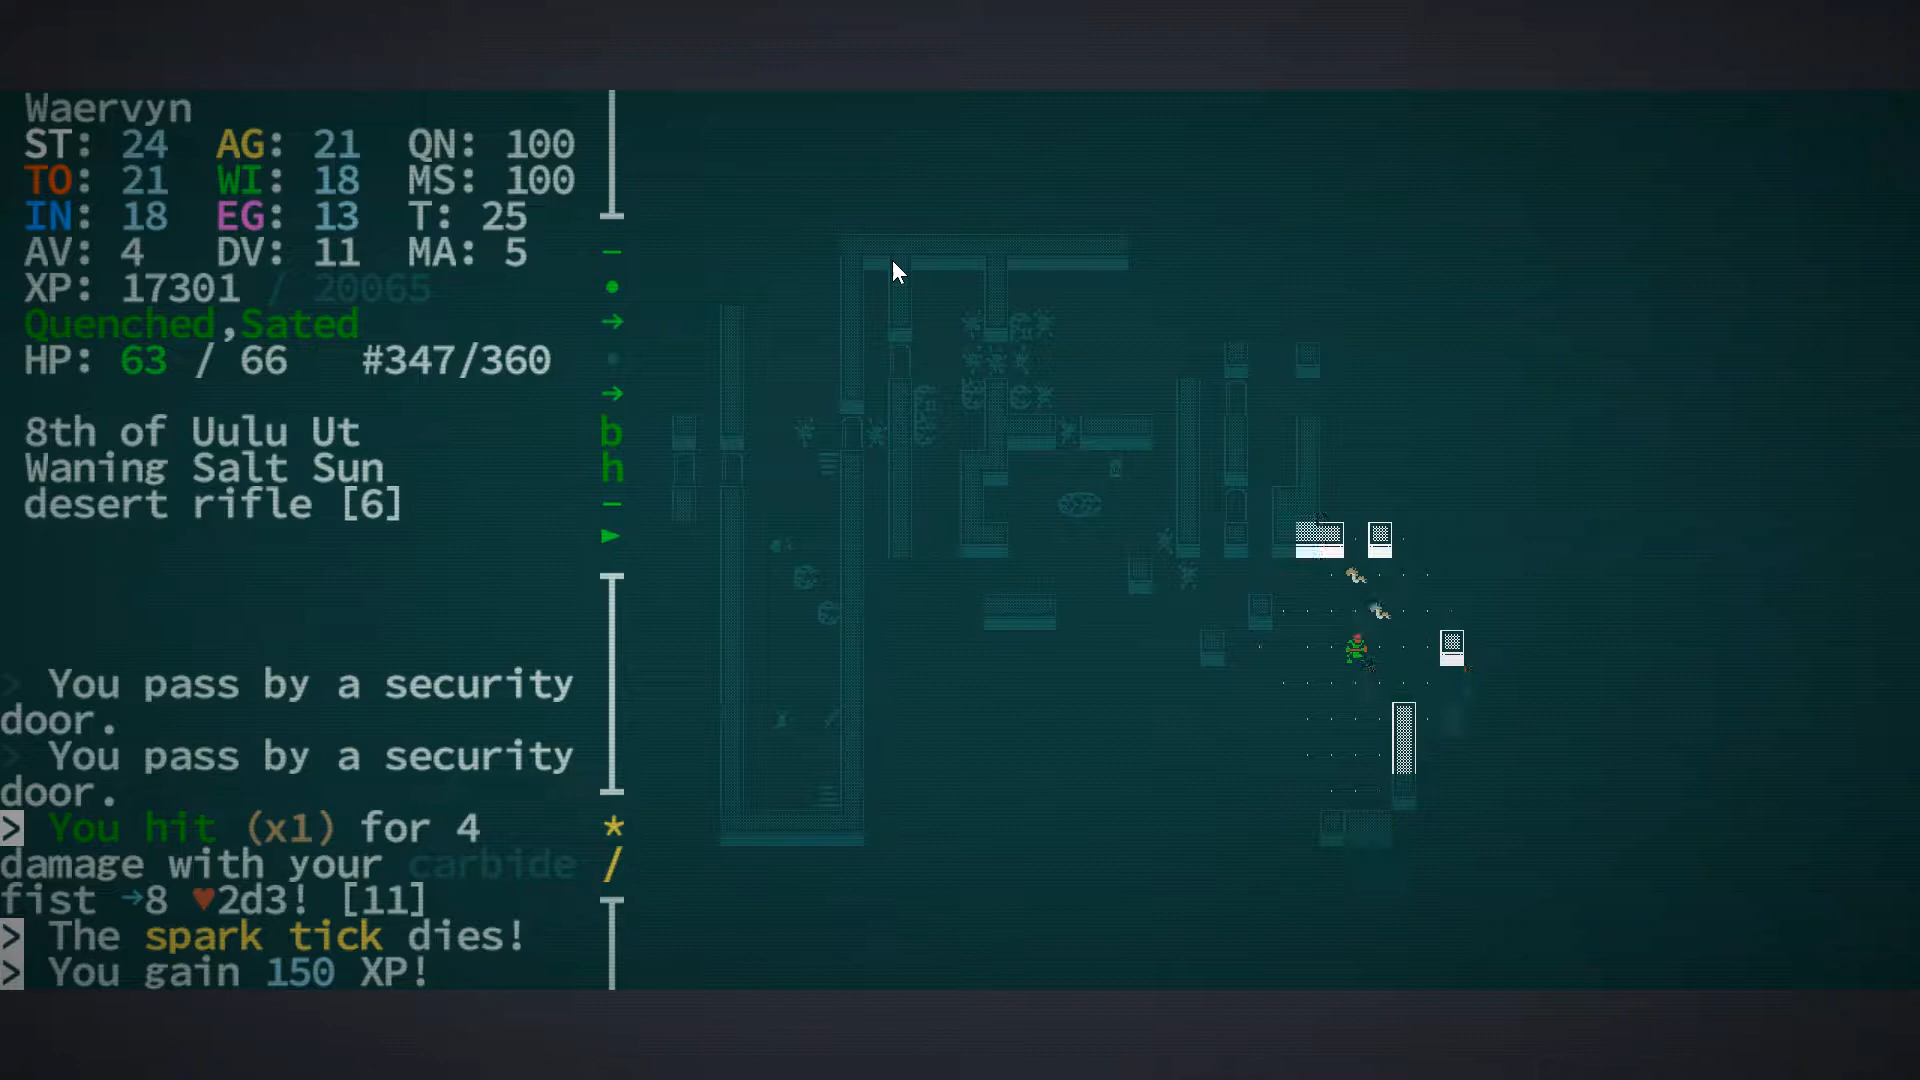 Waervyn
ST: 24 AG: 21 QN: 100
TO: 21 WI: 18 MS: 100
IN: 18 EG: 13 T: 25
AV: 4 DV: 11 MA: 5
XP: 17301 / 20065
Quenched,Sated
HP: 63 / 66 #347/360
8th of Uulu Ut
Waning Salt Sun
desert rifle [6]
b
h
> You pass by a security
door.
> You pass by a security
door.
> You hit (x1) for 4
damage with your carbide
fist →8 ♥2d3! [11]
> The spark tick dies!
> You gain 150 XP!